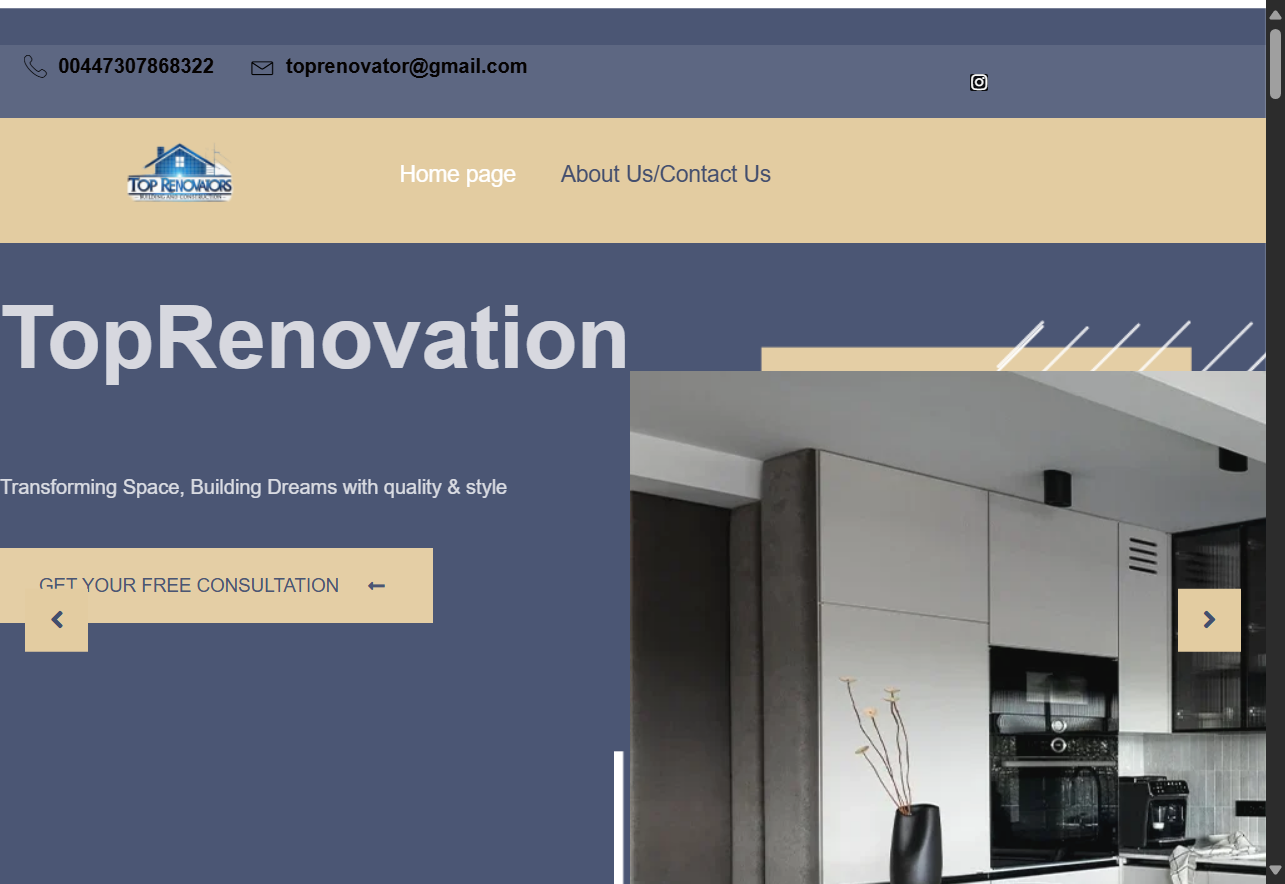 00447307868322 toprenovator@gmail.com
TOP RENOVATORS
BUILDING AND CONSTRUCTION
Home page About Us/Contact Us
TopRenovation
Transforming Space, Building Dreams with quality & style
GET YOUR FREE CONSULTATION